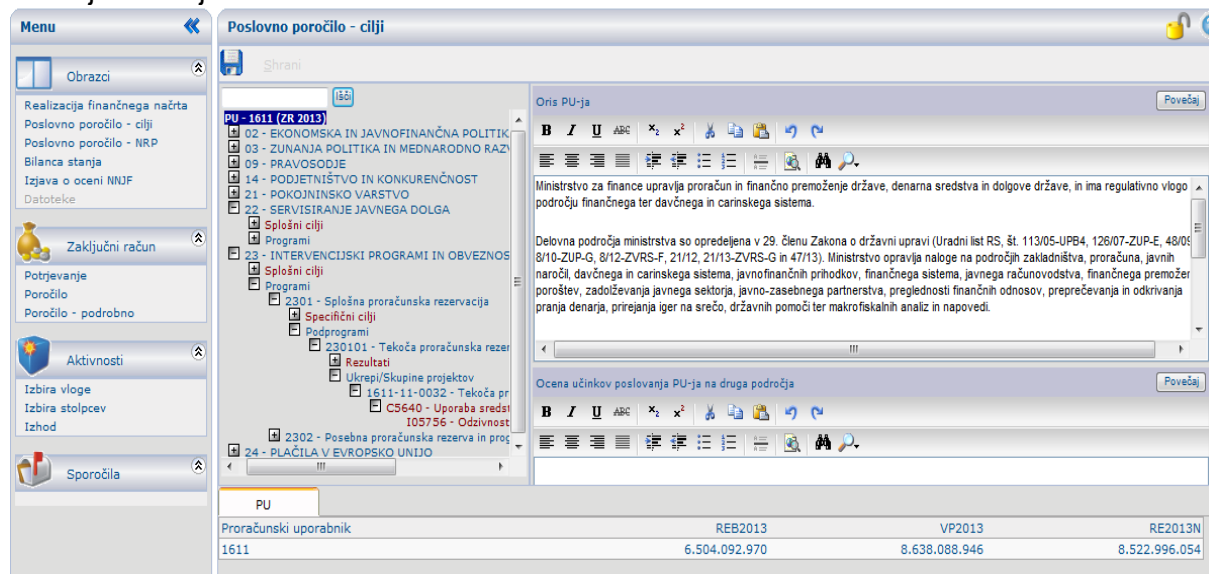 Menu
Obrazci
Realizacija finančnega načrta
Poslovno poročilo - cilji
Poslovno poročilo - NRP
Bilanca stanja
Izjava o oceni NNJF
Datoteke
Zaključni račun
Potrjevanje
Poročilo
Poročilo - podrobno
Aktivnosti
Izbira vloge
Izbira stolpcev
Izhod
Sporočila
Poslovno poročilo - cilji
Shrani
Išči
PU - 1611 (ZR 2013)
02 - EKONOMSKA IN JAVNOFINANČNA POLITIK
03 - ZUNANJA POLITIKA IN MEDNARODNO RAZV
09 - PRAVOSODJE
14 - PODJETNIŠTVO IN KONKURENČNOST
21 - POKOJNINSKO VARSTVO
22 - SERVISIRANJE JAVNEGA DOLGA
Splošni cilji
Programi
23 - INTERVENCIJSKI PROGRAMI IN OBVEZNOS
Splošni cilji
Programi
2301 - Splošna proračunska rezervacija
Specifični cilji
Podprogrami
230101 - Tekoča proračunska rezer
Rezultati
Ukrepi/Skupine projektov
1611-11-0032 - Tekoča pr
C5640 - Uporaba sredst
I05756 - Odzivnost
2302 - Posebna proračunska rezerva in prog
24 - PLAČILA V EVROPSKO UNIJO
Oris PU-ja
Povečaj
B I U ABC x₂ x²
Ministrstvo za finance upravlja proračun in finančno premoženje države, denarna sredstva in dolgove države, in ima regulativno vlogo
področju finančnega ter davčnega in carinskega sistema.
Delovna področja ministrstva so opredeljena v 29. členu Zakona o državni upravi (Uradni list RS, št. 113/05-UPB4, 126/07-ZUP-E, 48/09
8/10-ZUP-G, 8/12-ZVRS-F, 21/12, 21/13-ZVRS-G in 47/13). Ministrstvo opravlja naloge na področjih zakladništva, proračuna, javnih
naročil, davčnega in carinskega sistema, javnofinančnih prihodkov, finančnega sistema, javnega računovodstva, finančnega premožen
poroštev, zadolževanja javnega sektorja, javno-zasebnega partnerstva, preglednosti finančnih odnosov, preprečevanja in odkrivanja
pranja denarja, prirejanja iger na srečo, državnih pomoči ter makrofiskalnih analiz in napovedi.
Ocena učinkov poslovanja PU-ja na druga področja
Povečaj
B I U ABC x₂ x²
PU
Proračunski uporabnik REB2013 VP2013 RE2013N
1611 6.504.092.970 8.638.088.946 8.522.996.054